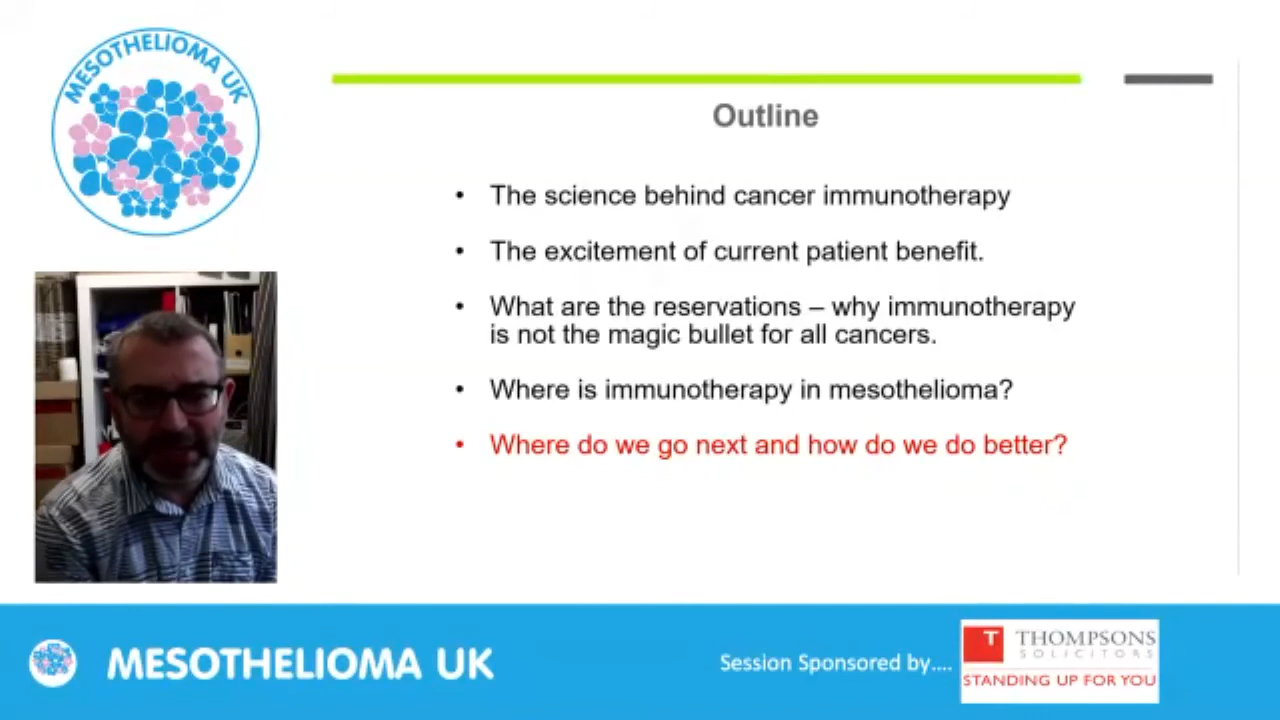 MESOTHELIOMA UK
Outline
• The science behind cancer immunotherapy
• The excitement of current patient benefit.
• What are the reservations – why immunotherapy
is not the magic bullet for all cancers.
• Where is immunotherapy in mesothelioma?
• Where do we go next and how do we do better?
MESOTHELIOMA UK
Session Sponsored by....
T THOMPSONS
SOLICITORS
STANDING UP FOR YOU